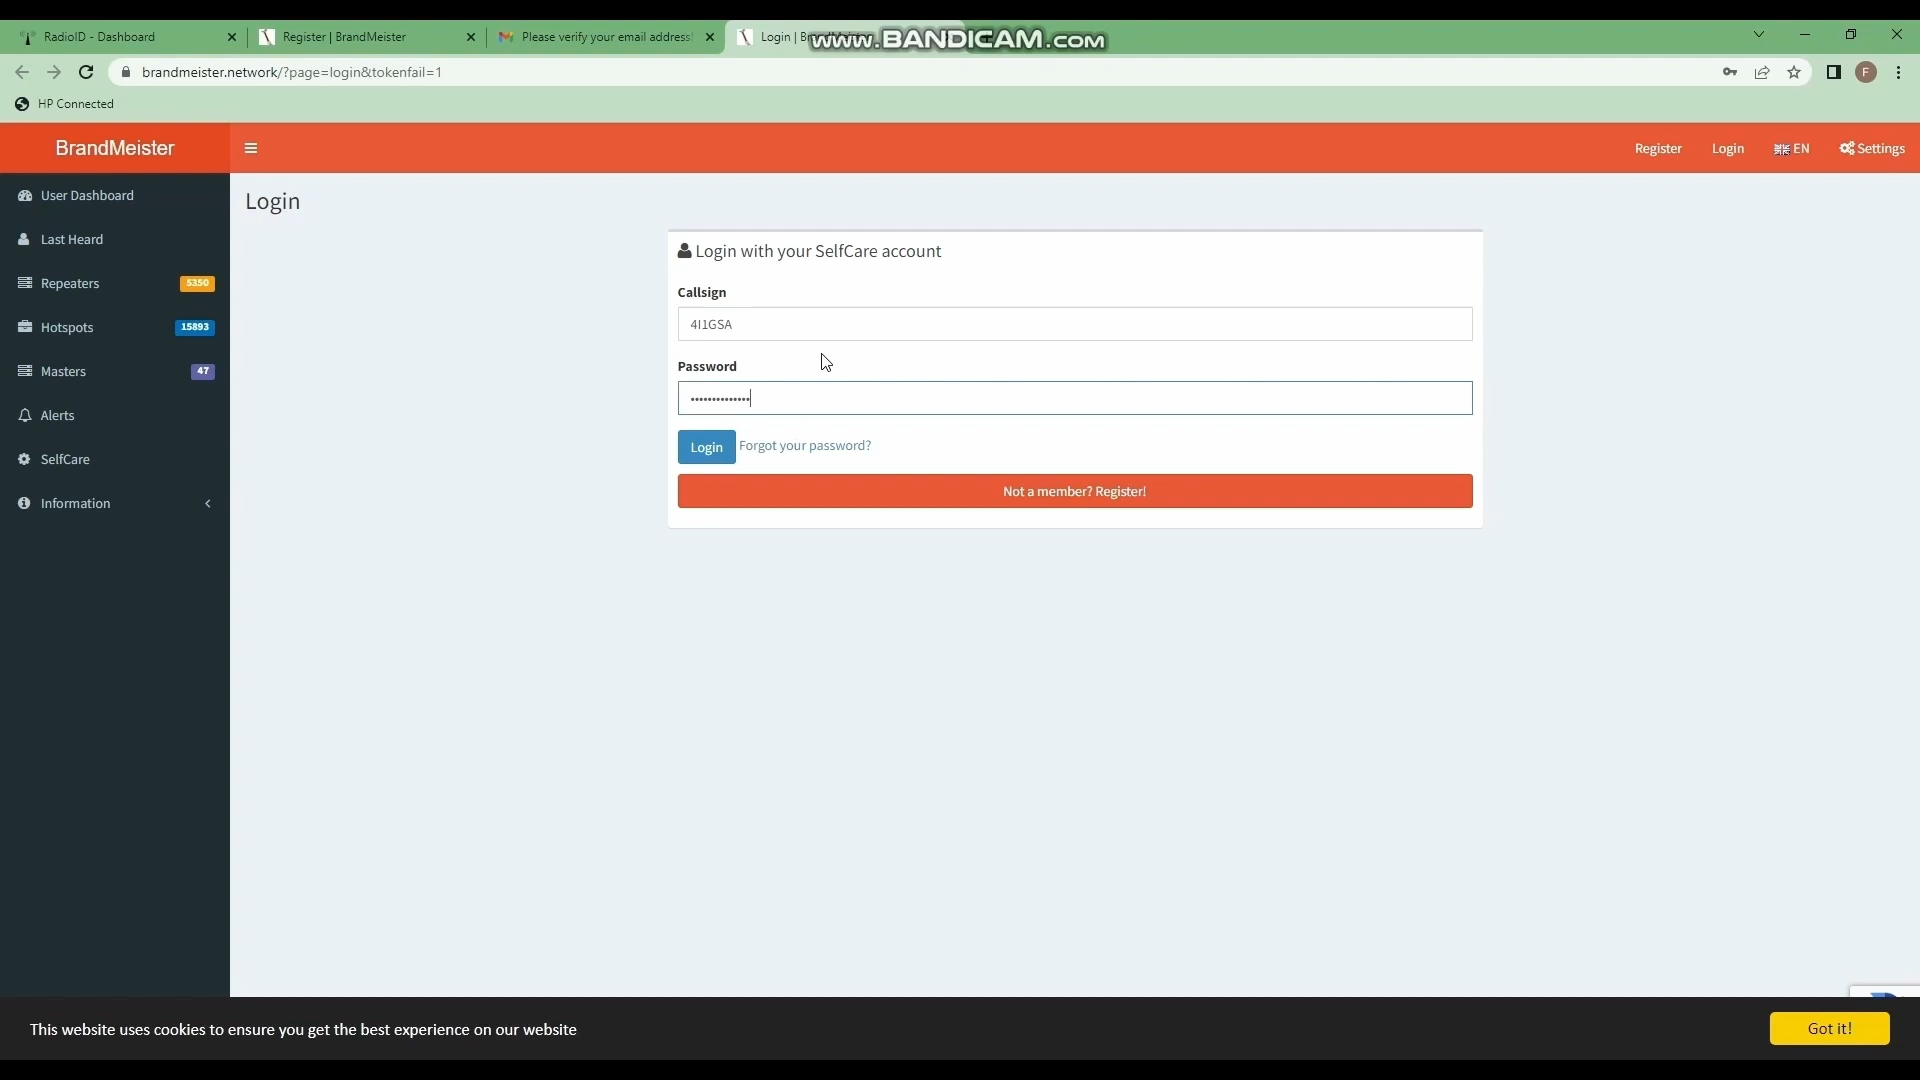 RadioID - Dashboard
Register | BrandMeister
Please verify your email address!
Login |
www.BANDICAM.com
brandmeister.network/?page=login&tokenfail=1
F
HP Connected
BrandMeister
Register
Login
EN
Settings
User Dashboard
Last Heard
Repeaters
5350
Hotspots
15893
Masters
47
Alerts
SelfCare
Information
Login
Login with your SelfCare account
Callsign
4I1GSA
Password
Login
Forgot your password?
Not a member? Register!
This website uses cookies to ensure you get the best experience on our website
Got it!